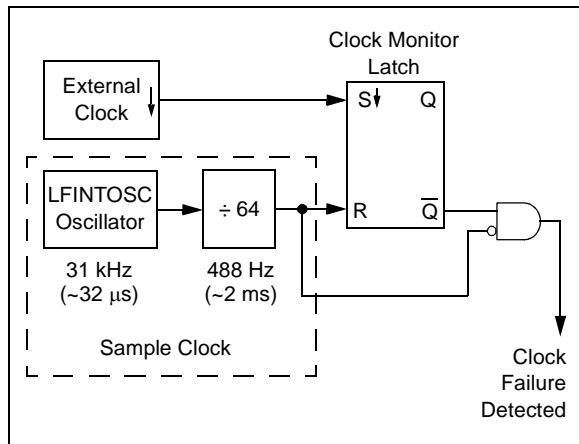 Clock Monitor
Latch
External
Clock
S
Q
LFINTOSC
Oscillator
÷ 64
R
Q̅
31 kHz
(~32 μs)
488 Hz
(~2 ms)
Sample Clock
Clock
Failure
Detected